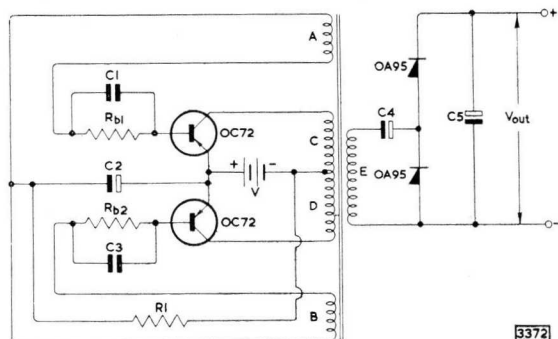 A
C1
Rb1
OC72
C2
+ −
V
C
D
E
C4
OA95
OA95
C5
Vout
+
−
Rb2
C3
OC72
R1
B
3372